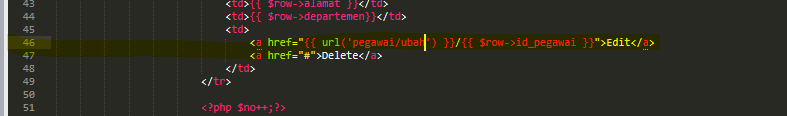 43 <td>{{ $row->alamat }}</td>
44 <td>{{ $row->departemen}}</td>
45 <td>
46 <a href="{{ url('pegawai/ubah') }}/{{ $row->id_pegawai }}">Edit</a>
47 <a href="#">Delete</a>
48 </td>
49 </tr>
50
51 <?php $no++;?>